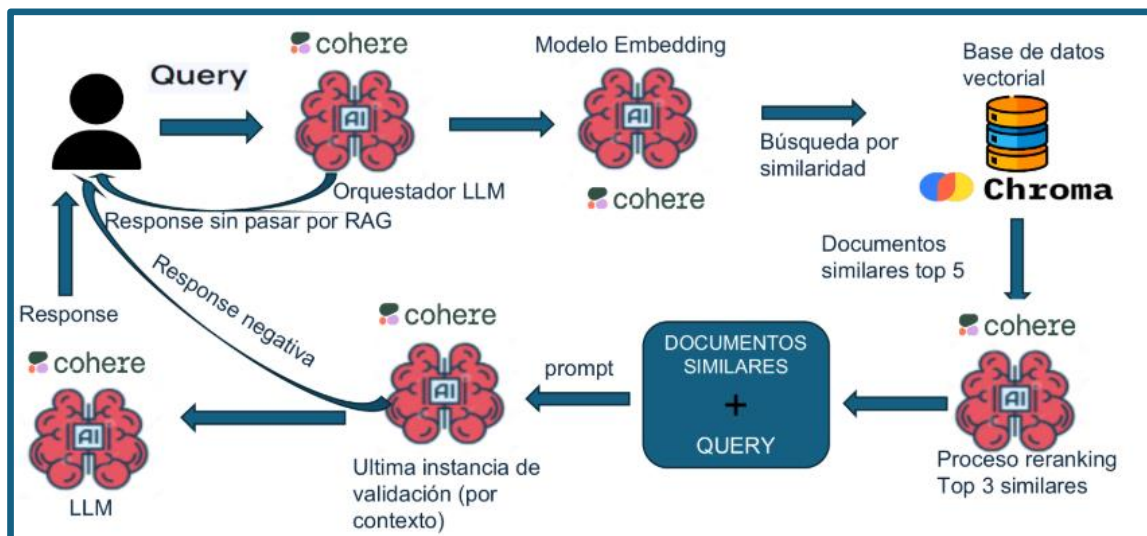 cohere
Query
AI
Orquestador LLM
Response sin pasar por RAG
Modelo Embedding
AI
cohere
Búsqueda por
similaridad
Base de datos
vectorial
Chroma
Documentos
similares top 5
cohere
AI
Proceso reranking
Top 3 similares
DOCUMENTOS
SIMILARES
+
QUERY
prompt
cohere
AI
Ultima instancia de
validación (por
contexto)
Response negativa
Response
cohere
AI
LLM